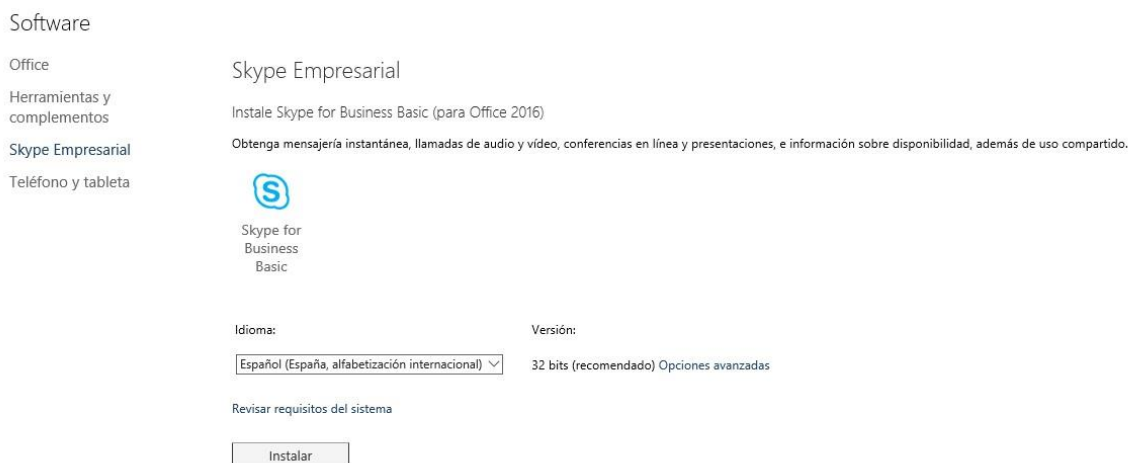 Software
Office
Herramientas y
complementos
Skype Empresarial
Teléfono y tableta
Skype Empresarial
Instale Skype for Business Basic (para Office 2016)
Obtenga mensajería instantánea, llamadas de audio y vídeo, conferencias en línea y presentaciones, e información sobre disponibilidad, además de uso compartido.
Skype for
Business
Basic
Idioma:
Versión:
Español (España, alfabetización internacional)
32 bits (recomendado) Opciones avanzadas
Revisar requisitos del sistema
Instalar